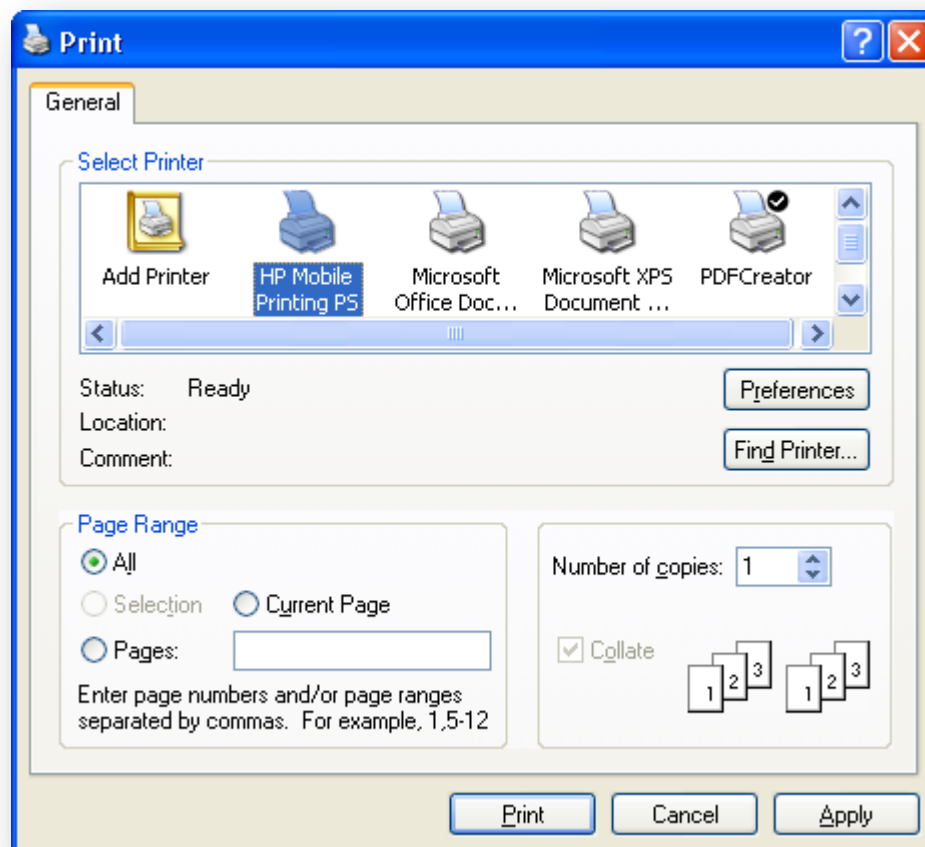 Print
General
Select Printer
Add Printer
HP Mobile
Printing PS
Microsoft
Office Doc...
Microsoft XPS
Document ...
PDFCreator
Status: Ready
Location:
Comment:
Preferences
Find Printer...
Page Range
All
Selection Current Page
Pages:
Enter page numbers and/or page ranges
separated by commas. For example, 1,5-12
Number of copies: 1
Collate
1 2 3 1 2 3
Print Cancel Apply